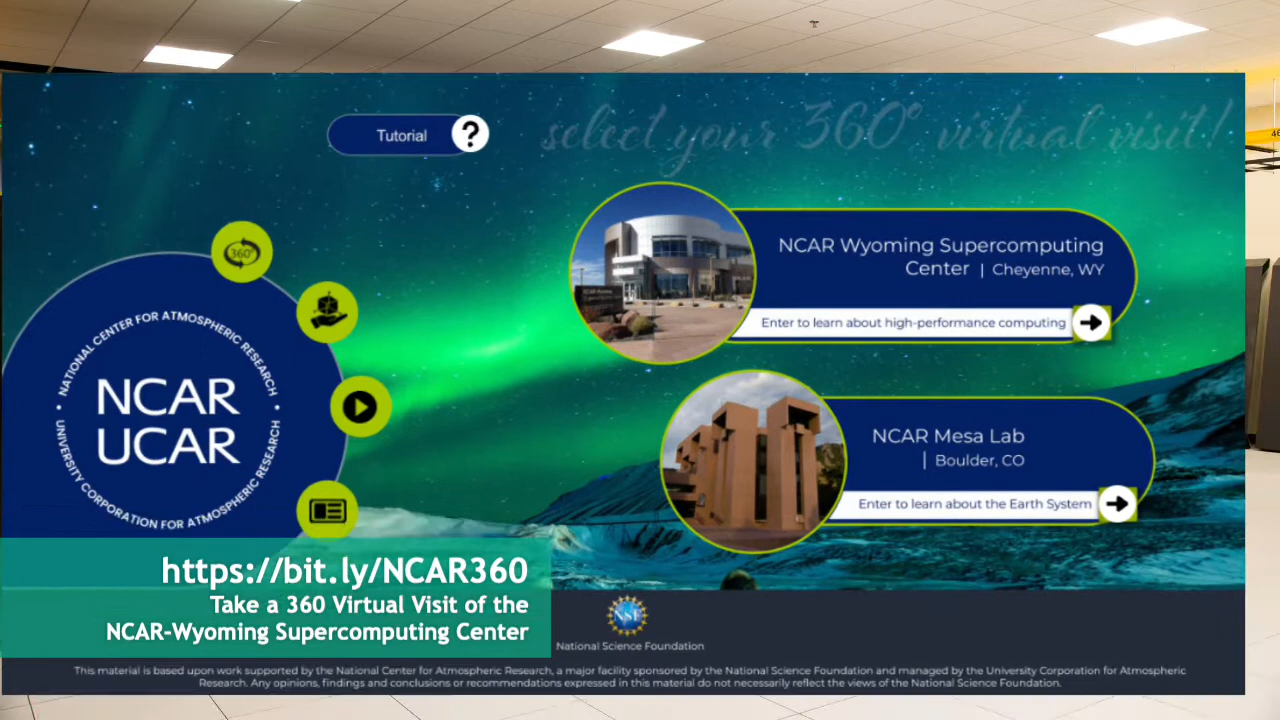 select your 360° virtual visit!
Tutorial
?
360°
NCAR Wyoming Supercomputing
Center | Cheyenne, WY
Enter to learn about high-performance computing
NATIONAL CENTER FOR ATMOSPHERIC RESEARCH
NCAR
UCAR
UNIVERSITY CORPORATION FOR ATMOSPHERIC RESEARCH
NCAR Mesa Lab
| Boulder, CO
Enter to learn about the Earth System
https://bit.ly/NCAR360
Take a 360 Virtual Visit of the
NCAR-Wyoming Supercomputing Center
NSF
National Science Foundation
This material is based upon work supported by the National Center for Atmospheric Research, a major facility sponsored by the National Science Foundation and managed by the University Corporation for Atmospheric
Research. Any opinions, findings and conclusions or recommendations expressed in this material do not necessarily reflect the views of the National Science Foundation.